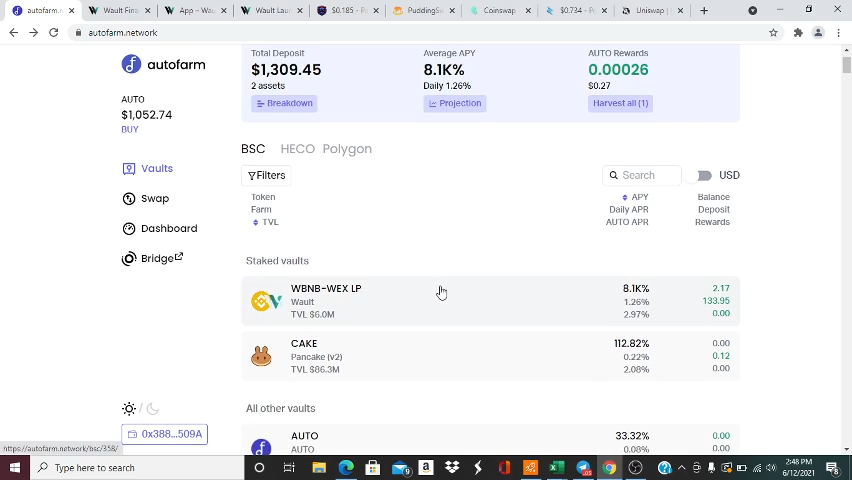 autofarm.network
Wault Fina
App – Wau
Wault Laun
$0.185 - Po
PuddingSw
Coinswap
$0.734 - Po
Uniswap |
autofarm.network
autofarm
AUTO
$1,052.74
BUY
Vaults
Swap
Dashboard
Bridge
/
0x388...509A
Total Deposit
$1,309.45
2 assets
Breakdown
Average APY
8.1K%
Daily 1.26%
Projection
AUTO Rewards
0.00026
$0.27
Harvest all (1)
BSC HECO Polygon
Filters
Search
USD
Token APY Balance
Farm Daily APR Deposit
TVL AUTO APR Rewards
Staked vaults
WBNB-WEX LP 8.1K% 2.17
Wault 1.26% 133.95
TVL $6.0M 2.97% 0.00
CAKE 112.82% 0.00
Pancake (v2) 0.22% 0.12
TVL $86.3M 2.08% 0.00
All other vaults
AUTO 33.32% 0.00
AUTO 0.08% 0.00
https://autofarm.network/bsc/358/
Type here to search
2:48 PM
6/12/2021